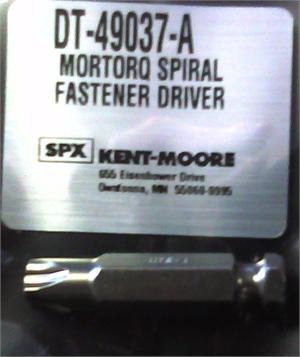 DT-49037-A
MORTORQ SPIRAL
FASTENER DRIVER
SPX KENT-MOORE
655 Eisenhower Drive
Owatonna, MN 55060-0995